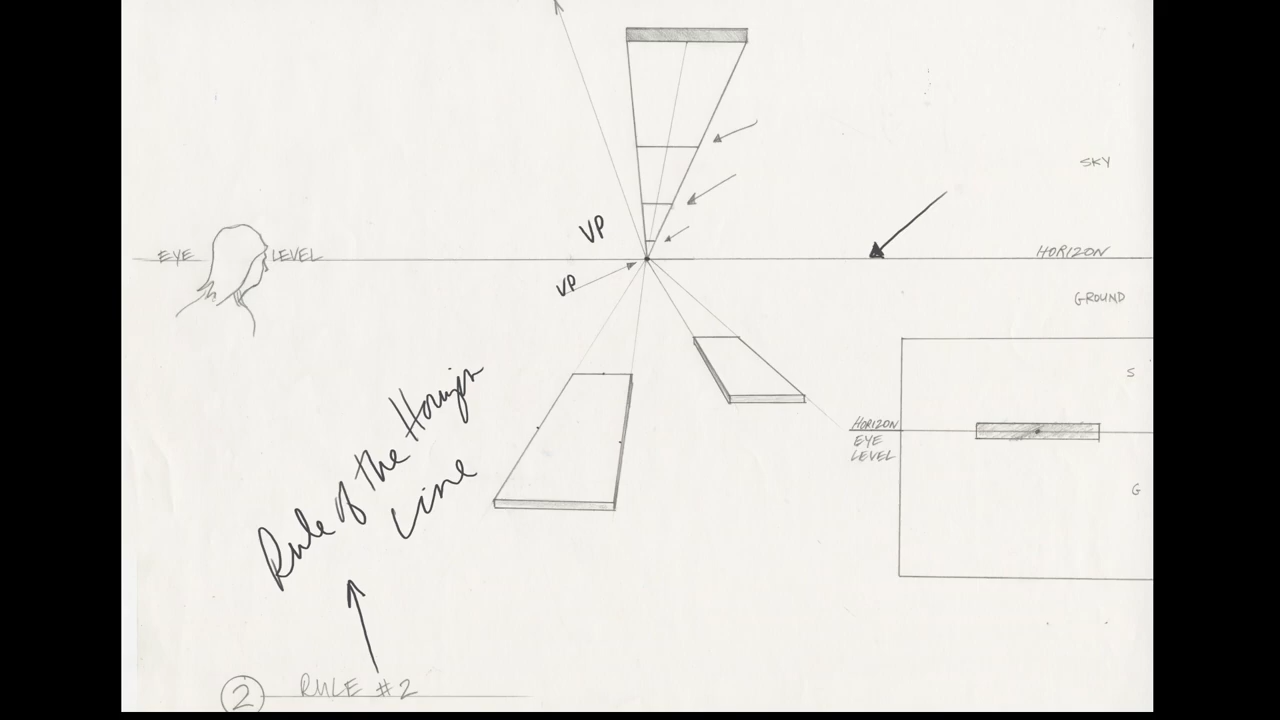 SKY
VP
EYE LEVEL
HORIZON
VP
GROUND
S
HORIZON
EYE
LEVEL
G
Rule of the Horizon
Line
2 RULE #2